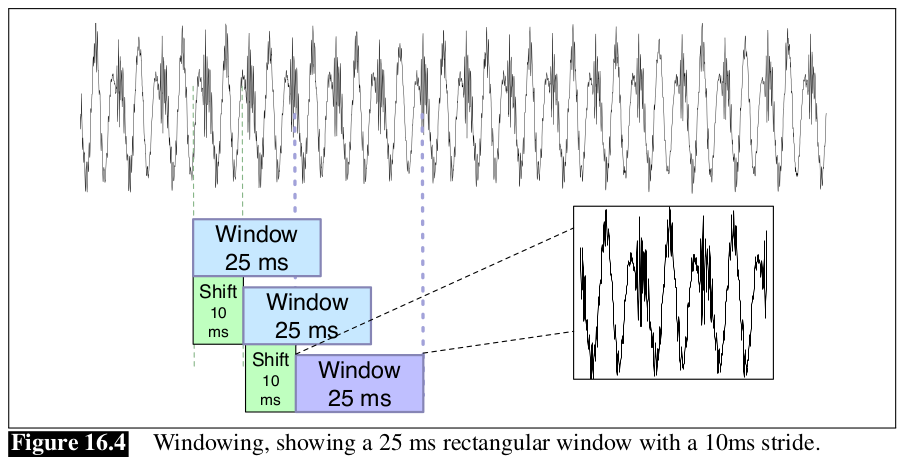 Window
25 ms
Shift
10
ms
Window
25 ms
Shift
10
ms
Window
25 ms
Figure 16.4 Windowing, showing a 25 ms rectangular window with a 10ms stride.